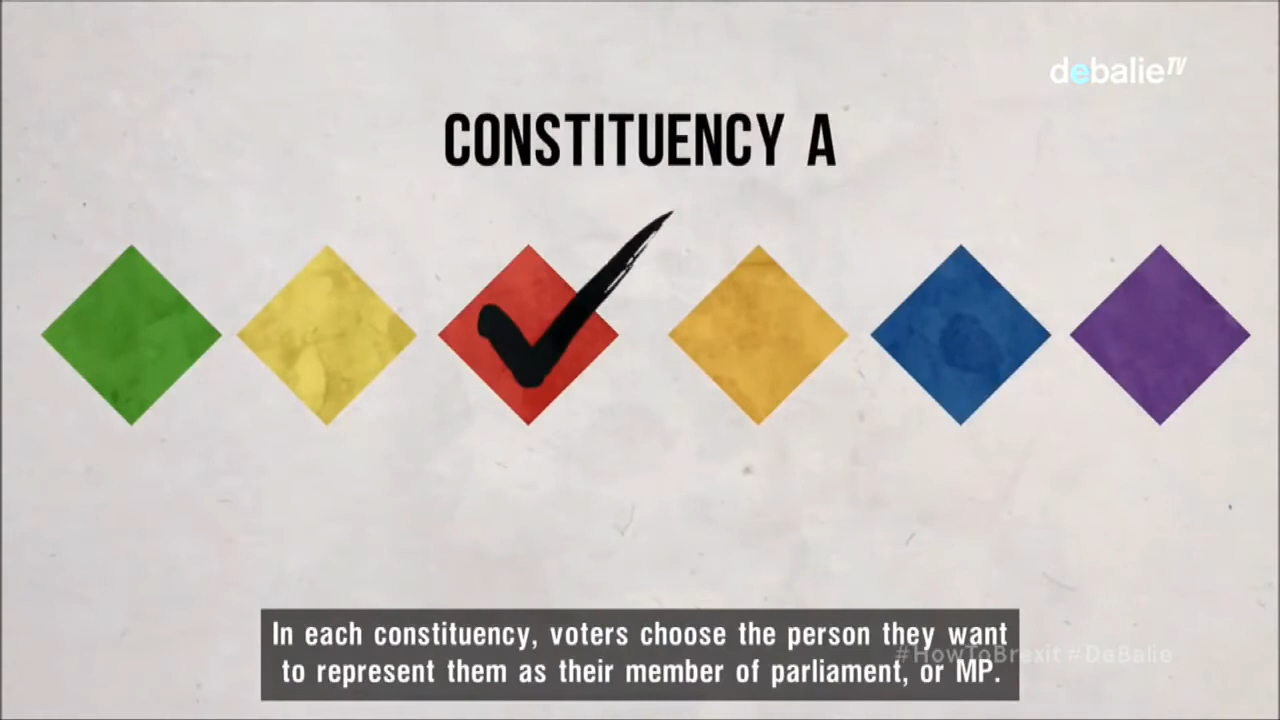 debalieTV
CONSTITUENCY A
In each constituency, voters choose the person they want
to represent them as their member of parliament, or MP.
#HowToBrexit #DeBalie